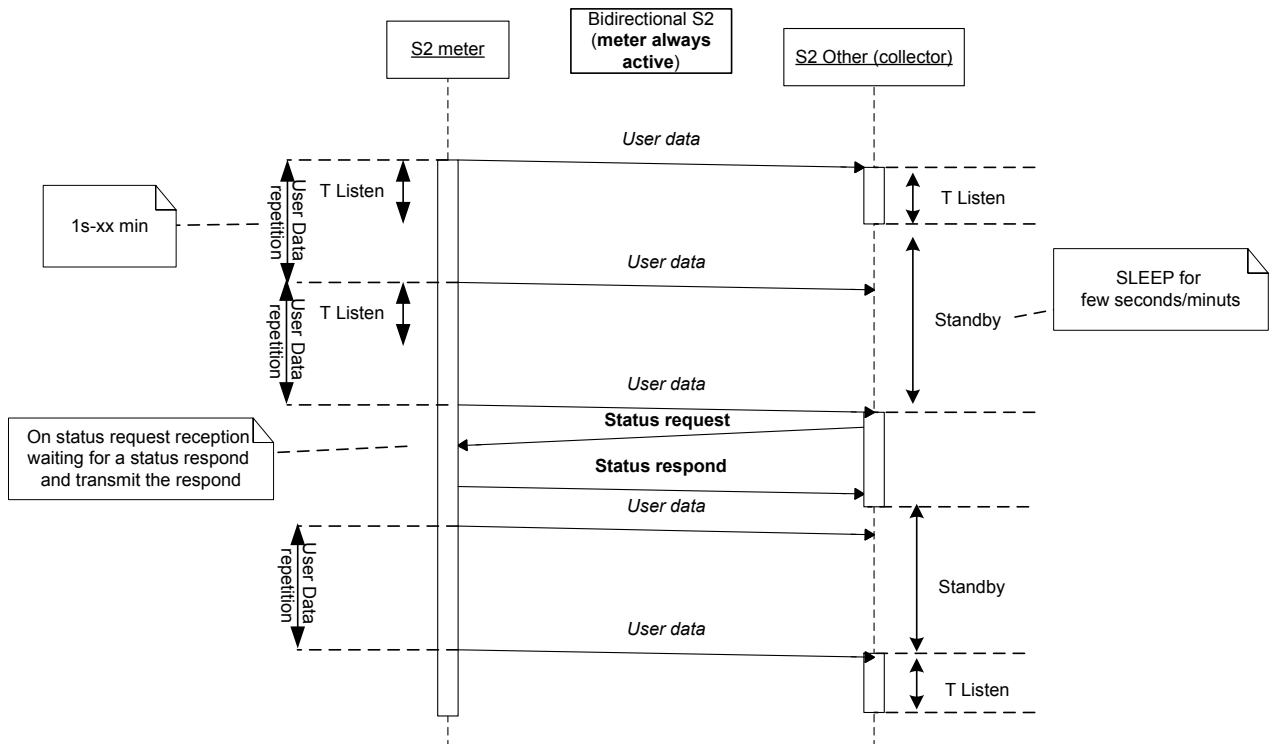 Bidirectional S2
(meter always
active)
S2 meter
S2 Other (collector)
User data
User Data
repetition
T Listen
T Listen
1s-xx min
User data
SLEEP for
few seconds/minuts
User Data
repetition
T Listen
Standby
User data
Status request
On status request reception
waiting for a status respond
and transmit the respond
Status respond
User data
User Data
repetition
Standby
User data
T Listen